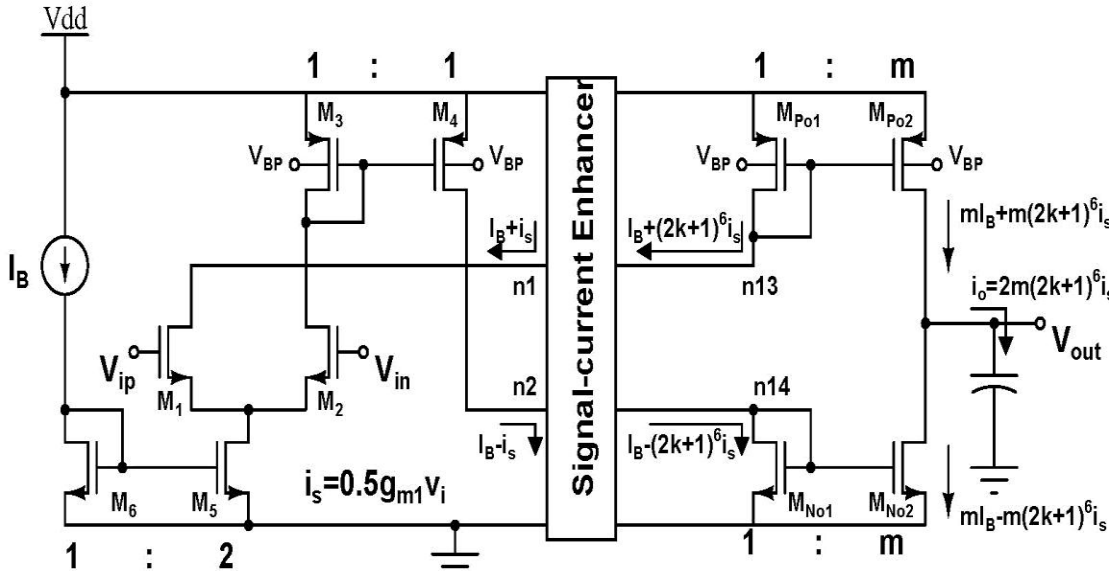 Vdd
1 : 1
1 : m
M3
M4
MPo1
MPo2
VBP
VBP
VBP
VBP
Signal-current Enhancer
IB+is
IB+(2k+1)^6is
mIB+m(2k+1)^6is
IB
n1
n13
io=2m(2k+1)^6is
Vip
Vin
Vout
M1
M2
n2
n14
IB-is
IB-(2k+1)^6is
is=0.5gm1vi
M6
M5
MNo1
MNo2
mIB-m(2k+1)^6is
1 : 2
1 : m